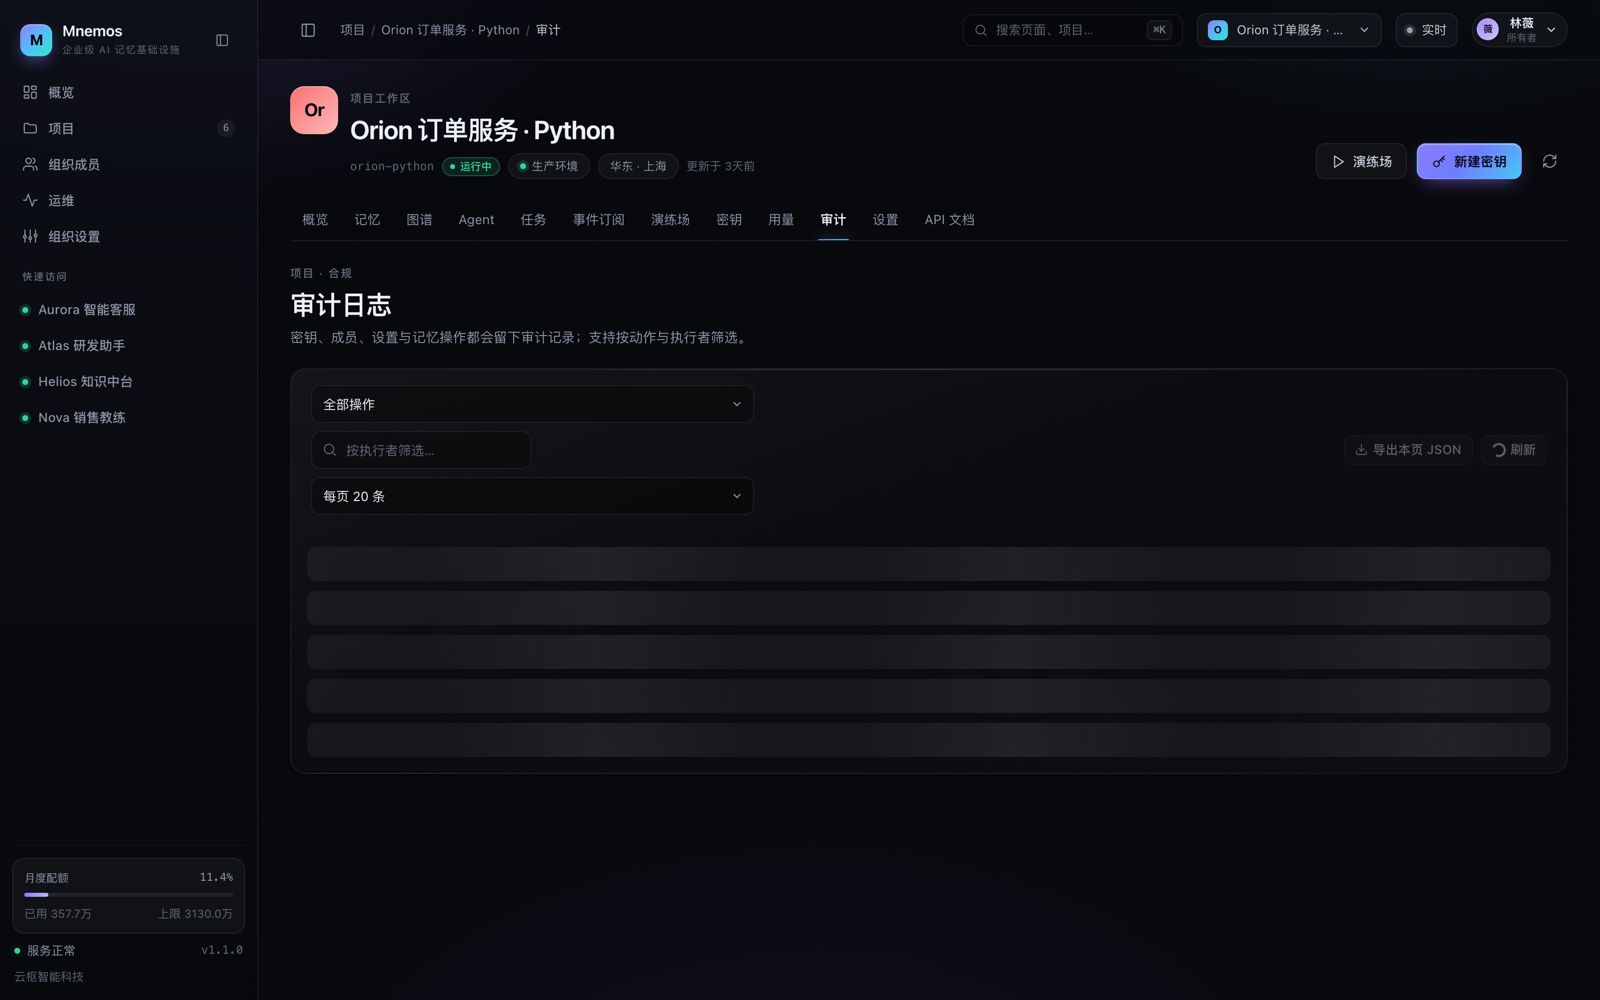 M
Mnemos
企业级 AI 记忆基础设施
概览
项目
6
组织成员
运维
组织设置
快速访问
Aurora 智能客服
Atlas 研发助手
Helios 知识中台
Nova 销售教练
月度配额
11.4%
已用 357.7万
上限 3130.0万
服务正常
v1.1.0
云枢智能科技
项目 / Orion 订单服务 · Python / 审计
搜索页面、项目...
⌘K
O
Orion 订单服务 · ...
实时
薇
林薇
所有者
Or
项目工作区
Orion 订单服务 · Python
orion-python
运行中
生产环境
华东 · 上海
更新于 3天前
演练场
新建密钥
概览
记忆
图谱
Agent
任务
事件订阅
演练场
密钥
用量
审计
设置
API 文档
项目 · 合规
审计日志
密钥、成员、设置与记忆操作都会留下审计记录；支持按动作与执行者筛选。
全部操作
按执行者筛选...
导出本页 JSON
刷新
每页 20 条